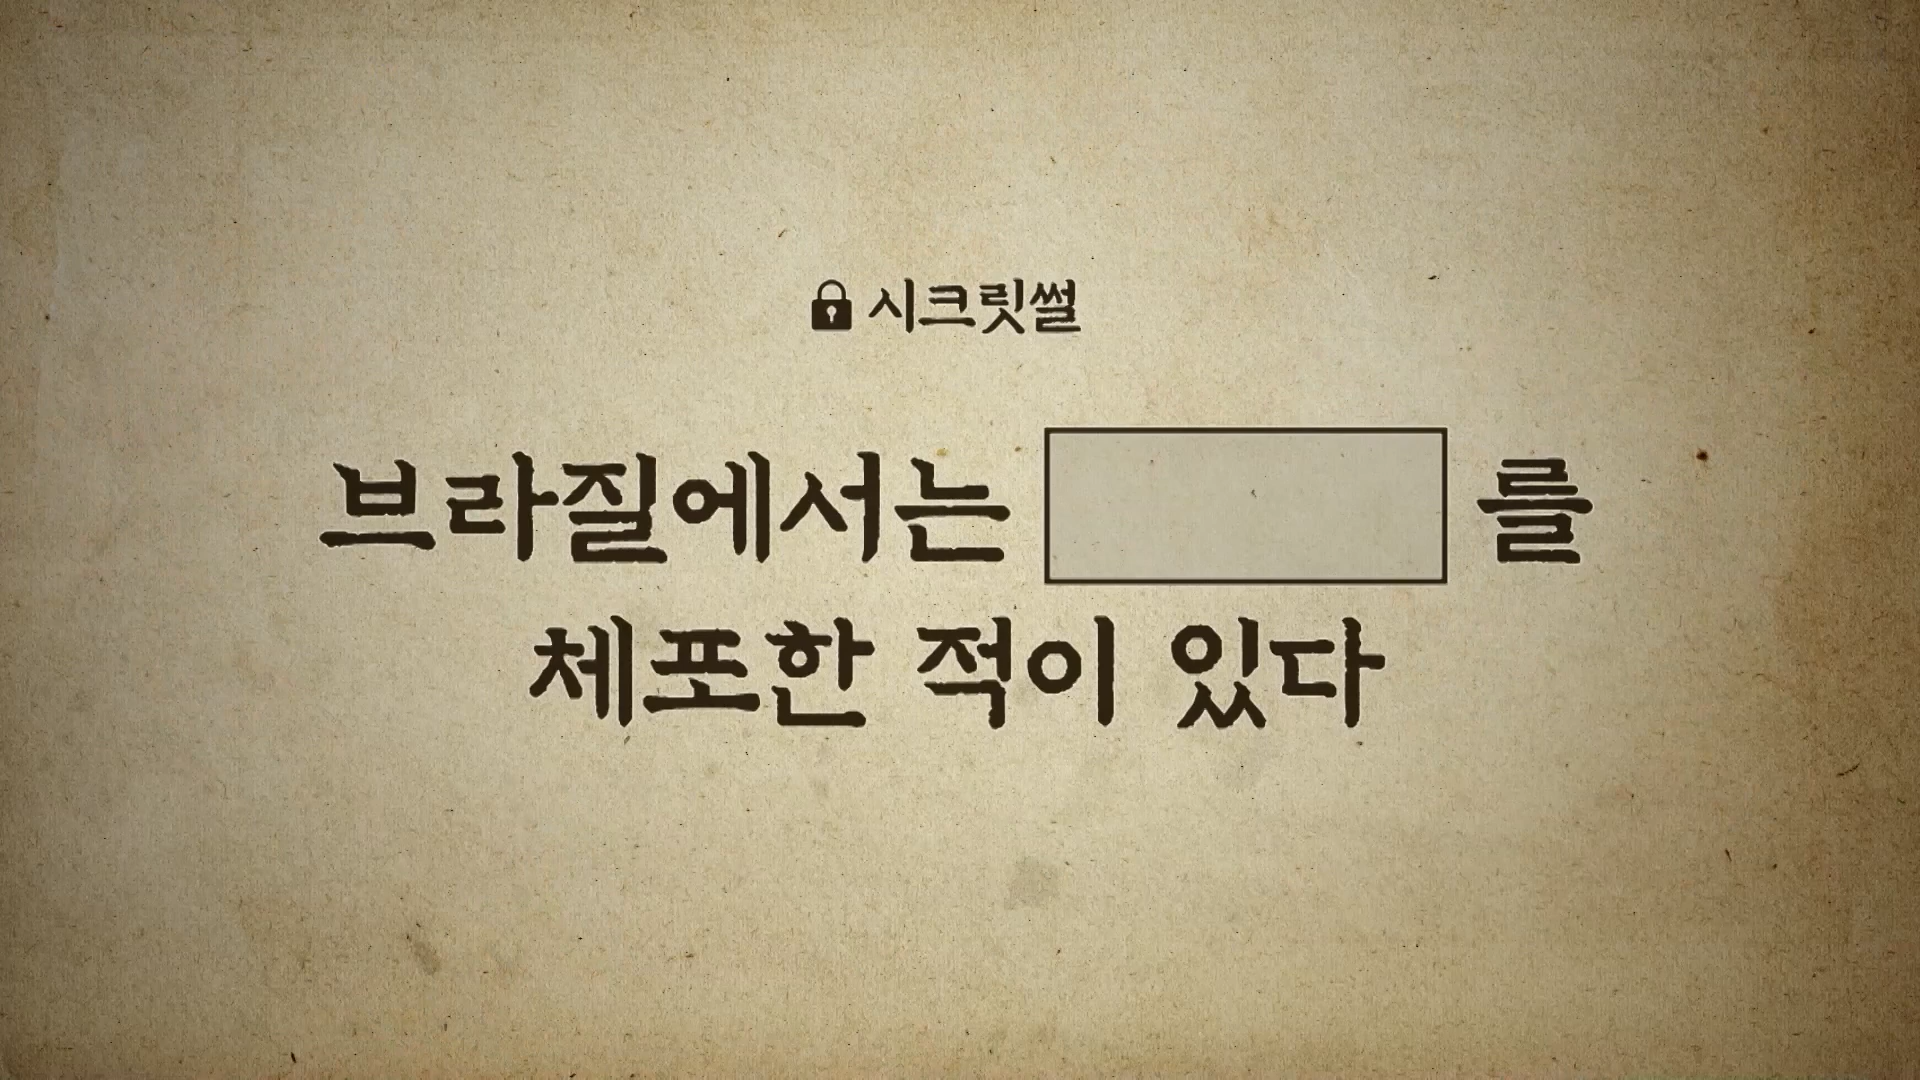 시크릿썰
브라질에서는 를
체포한 적이 있다